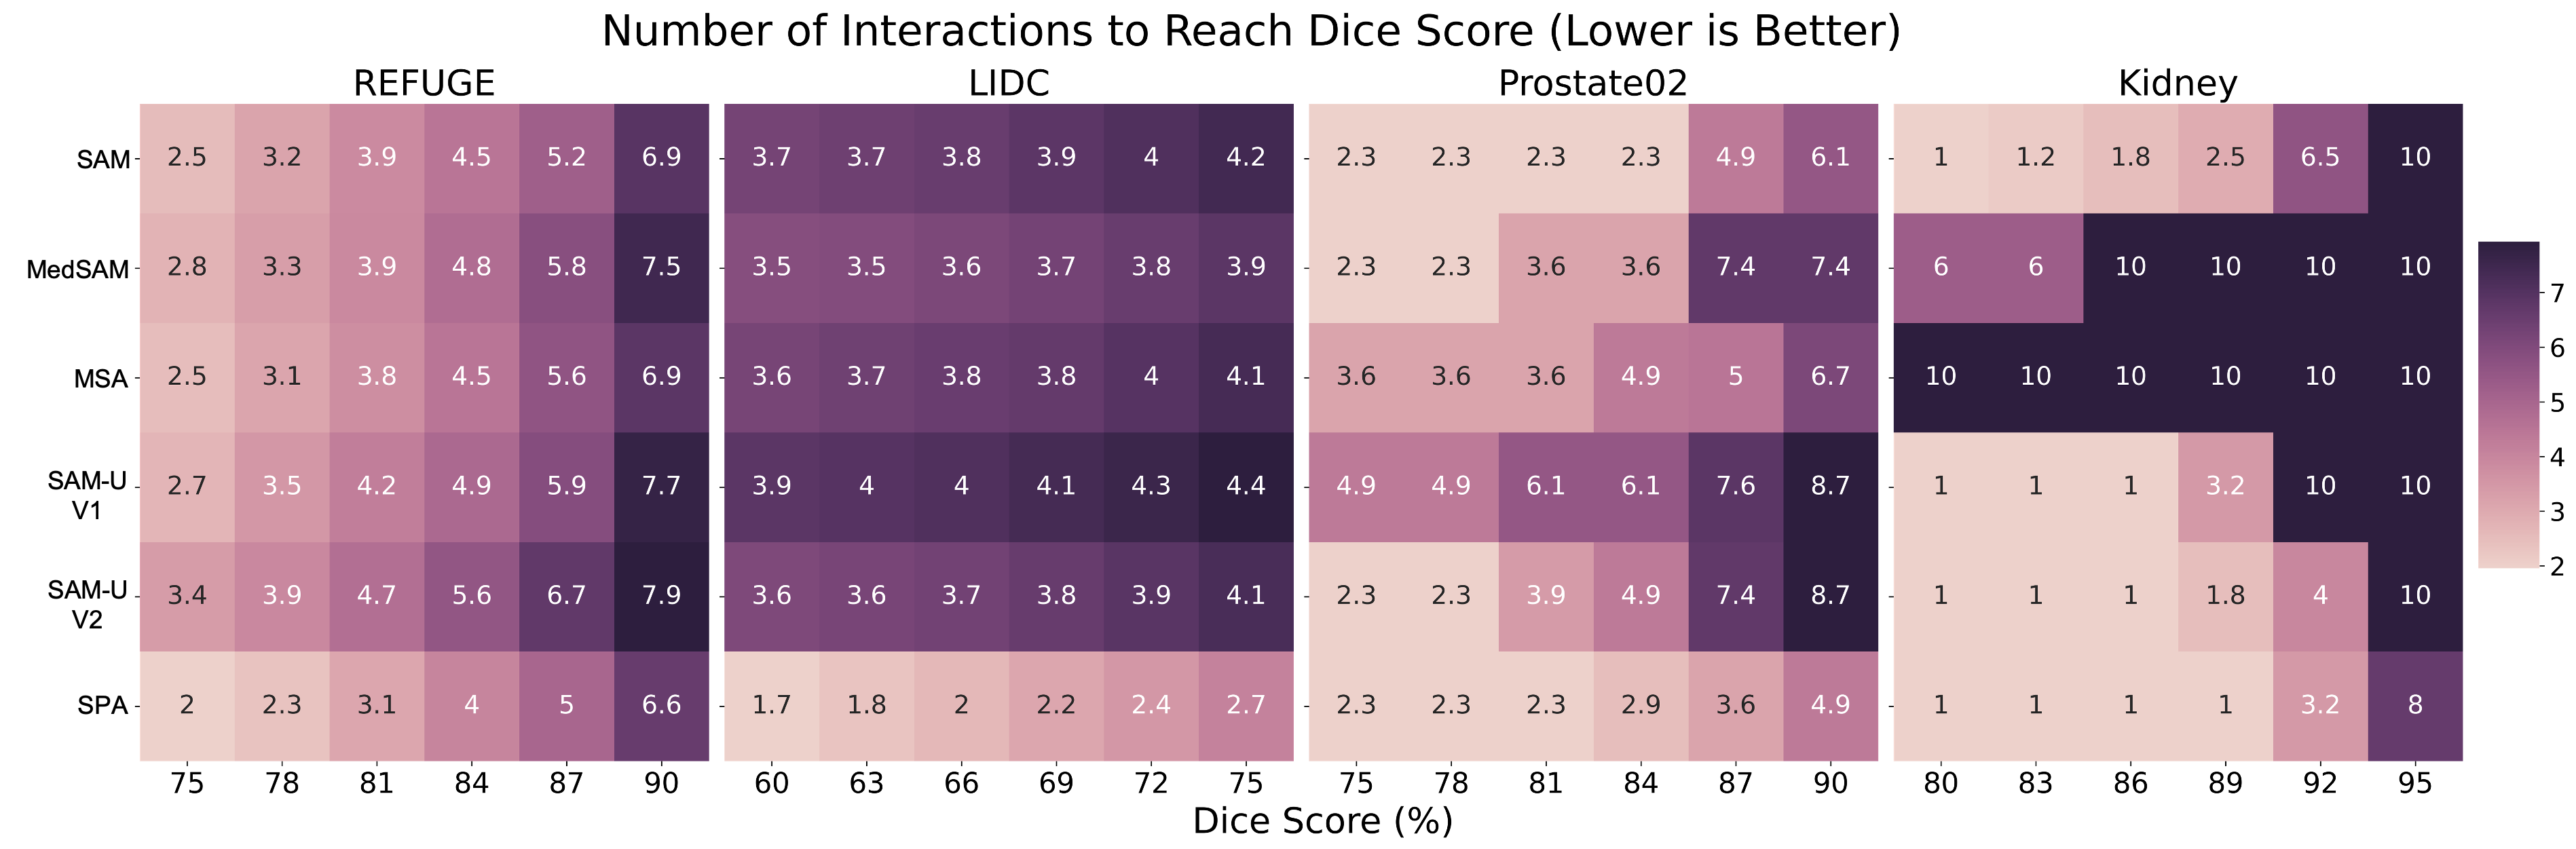 Number of Interactions to Reach Dice Score (Lower is Better)
REFUGE LIDC Prostate02 Kidney
SAM 2.5 3.2 3.9 4.5 5.2 6.9 3.7 3.7 3.8 3.9 4 4.2 2.3 2.3 2.3 2.3 4.9 6.1 1 1.2 1.8 2.5 6.5 10
MedSAM 2.8 3.3 3.9 4.8 5.8 7.5 3.5 3.5 3.6 3.7 3.8 3.9 2.3 2.3 3.6 3.6 7.4 7.4 6 6 10 10 10 10
MSA 2.5 3.1 3.8 4.5 5.6 6.9 3.6 3.7 3.8 3.8 4 4.1 3.6 3.6 3.6 4.9 5 6.7 10 10 10 10 10 10
SAM-U
V1 2.7 3.5 4.2 4.9 5.9 7.7 3.9 4 4 4.1 4.3 4.4 4.9 4.9 6.1 6.1 7.6 8.7 1 1 1 3.2 10 10
SAM-U
V2 3.4 3.9 4.7 5.6 6.7 7.9 3.6 3.6 3.7 3.8 3.9 4.1 2.3 2.3 3.9 4.9 7.4 8.7 1 1 1 1.8 4 10
SPA 2 2.3 3.1 4 5 6.6 1.7 1.8 2 2.2 2.4 2.7 2.3 2.3 2.3 2.9 3.6 4.9 1 1 1 1 3.2 8
75 78 81 84 87 90 60 63 66 69 72 75 75 78 81 84 87 90 80 83 86 89 92 95
Dice Score (%)
7
6
5
4
3
2